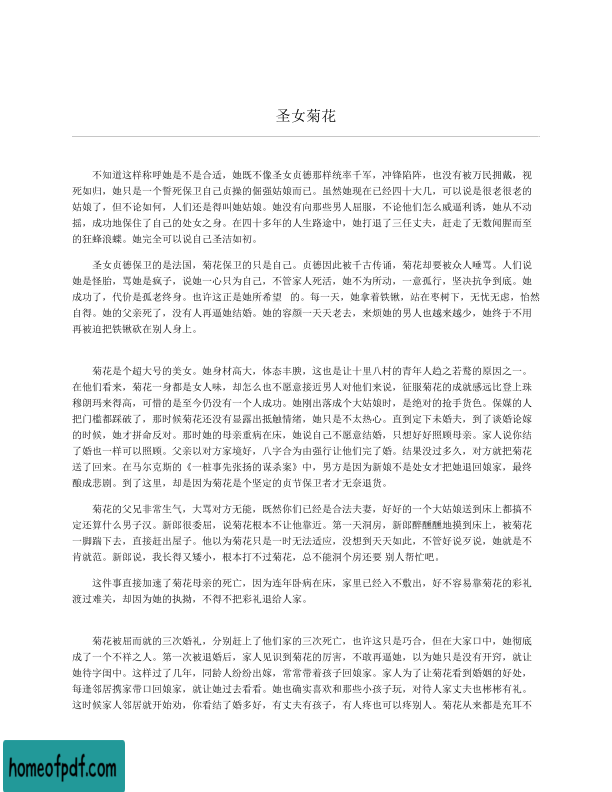 圣女菊花
不知道这样称呼她是不是合适，她既不像圣女贞德那样统率千军，冲锋陷阵，也没有被万民拥戴，视
死如归，她只是一个誓死保卫自己贞操的倔强姑娘而已。虽然她现在已经四十大几，可以说是很老很老的
姑娘了，但不论如何，人们还是得叫她姑娘。她没有向那些男人屈服，不论他们怎么威逼利诱，她从不动
摇，成功地保住了自己的处女之身。在四十多年的人生路途中，她打退了三任丈夫，赶走了无数闻腥而至
的狂蜂浪蝶。她完全可以说自己圣洁如初。
圣女贞德保卫的是法国，菊花保卫的只是自己。贞德因此被千古传诵，菊花却要被众人唾骂。人们说
她是怪胎，骂她是疯子，说她一心只为自己，不管家人死活，她不为所动，一意孤行，坚决抗争到底。她
成功了，代价是孤老终身。也许这正是她所希望 的。每一天，她拿着铁锹，站在枣树下，无忧无虑，怡然
自得。她的父亲死了，没有人再逼她结婚。她的容颜一天天老去，来烦她的男人也越来越少，她终于不用
再被迫把铁锹砍在别人身上。
菊花是个超大号的美女。她身材高大，体态丰腴，这也是让十里八村的青年人趋之若鹜的原因之一。
在他们看来，菊花一身都是女人味，却怎么也不愿意接近男人对他们来说，征服菊花的成就感远比登上珠
穆朗玛来得高，可惜的是至今仍没有一个人成功。她刚出落成个大姑娘时，是绝对的抢手货色。保媒的人
把门槛都踩破了，那时候菊花还没有显露出抵触情绪，她只是不太热心。直到定下未婚夫，到了谈婚论嫁
的时候，她才拼命反对。那时她的母亲重病在床，她说自己不愿意结婚，只想好好照顾母亲。家人说你结
了婚也一样可以照顾。父亲以对方家境好，八字合为由强行让他们完了婚。结果没过多久，对方就把菊花
送了回来。在马尔克斯的《一桩事先张扬的谋杀案》中，男方是因为新娘不是处女才把她退回娘家，最终
酿成悲剧。到了这里，却是因为菊花是个坚定的贞节保卫者才无奈退货。
菊花的父兄非常生气，大骂对方无能，既然你们已经是合法夫妻，好好的一个大姑娘送到床上都搞不
定还算什么男子汉。新郎很委屈，说菊花根本不让他靠近。第一天洞房，新郎醉醺醺地摸到床上，被菊花
一脚踹下去，直接赶出屋子。他以为菊花只是一时无法适应，没想到天天如此，不管好说歹说，她就是不
肯就范。新郎说，我长得又矮小，根本打不过菊花，总不能洞个房还要 别人帮忙吧。
这件事直接加速了菊花母亲的死亡，因为连年卧病在床，家里已经入不敷出，好不容易靠菊花的彩礼
渡过难关，却因为她的执拗，不得不把彩礼退给人家。
菊花被屈而就的三次婚礼，分别赶上了他们家的三次死亡，也许这只是巧合，但在大家口中，她彻底
成了一个不祥之人。第一次被退婚后，家人见识到菊花的厉害，不敢再逼她，以为她只是没有开窍，就让
她待字闺中。这样过了几年，同龄人纷纷出嫁，常常带着孩子回娘家。家人为了让菊花看到婚姻的好处，
每逢邻居携家带口回娘家，就让她过去看看。她也确实喜欢和那些小孩子玩，对待人家丈夫也彬彬有礼。
这时候家人邻居就开始劝，你看结了婚多好，有丈夫有孩子，有人疼也可以疼别人。菊花从来都是充耳不
homeofpdf.com